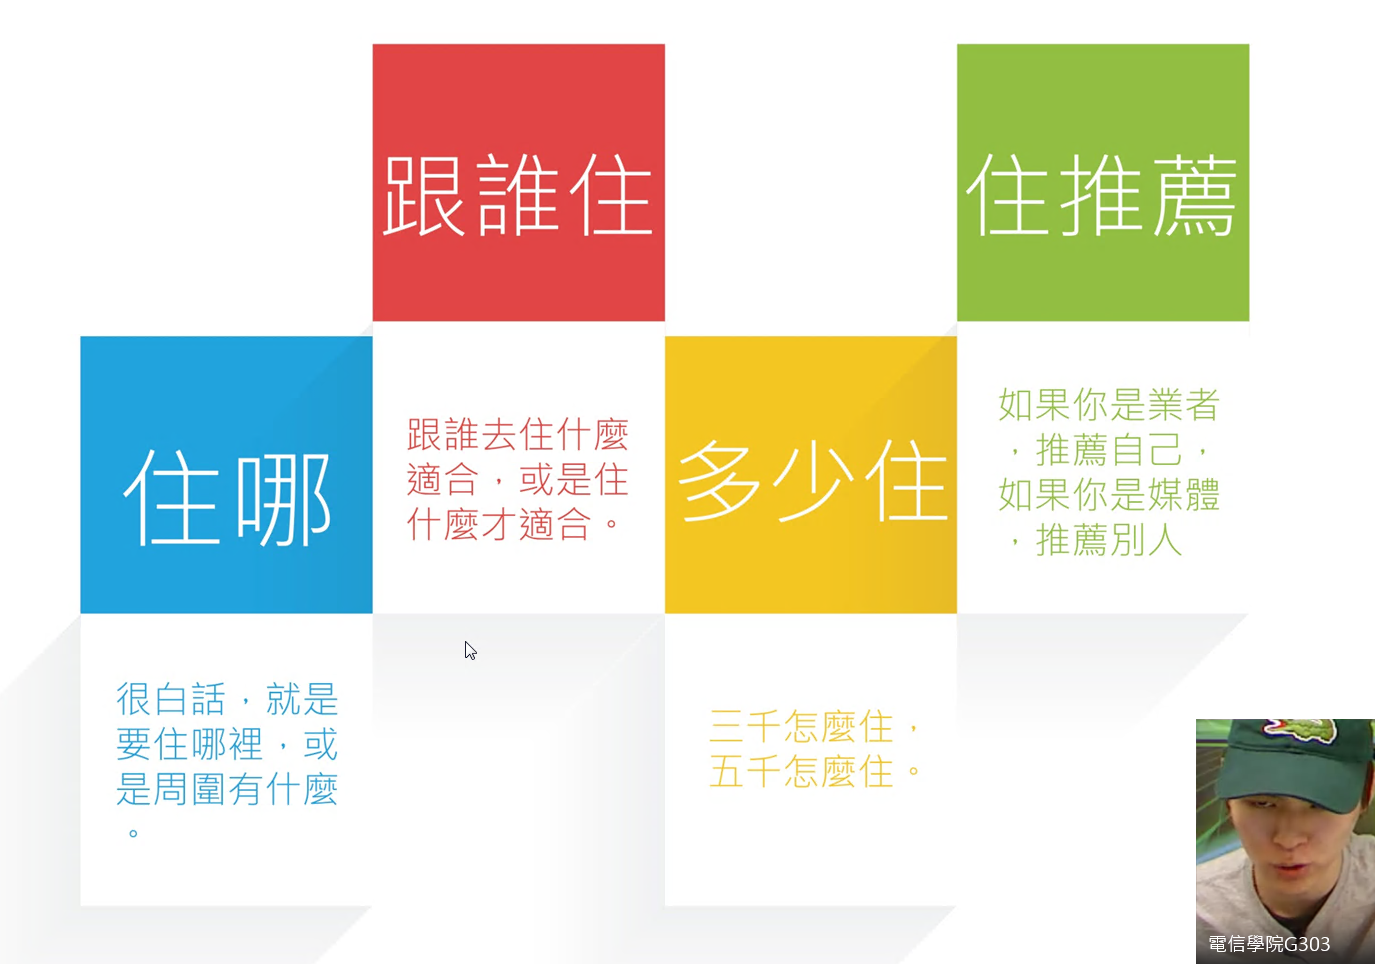 住哪
很白話，就是
要住哪裡，或
是周圍有什麼
。
跟誰住
跟誰去住什麼
適合，或是住
什麼才適合。
多少住
三千怎麼住，
五千怎麼住。
住推薦
如果你是業者
，推薦自己，
如果你是媒體
，推薦別人
電信學院G303